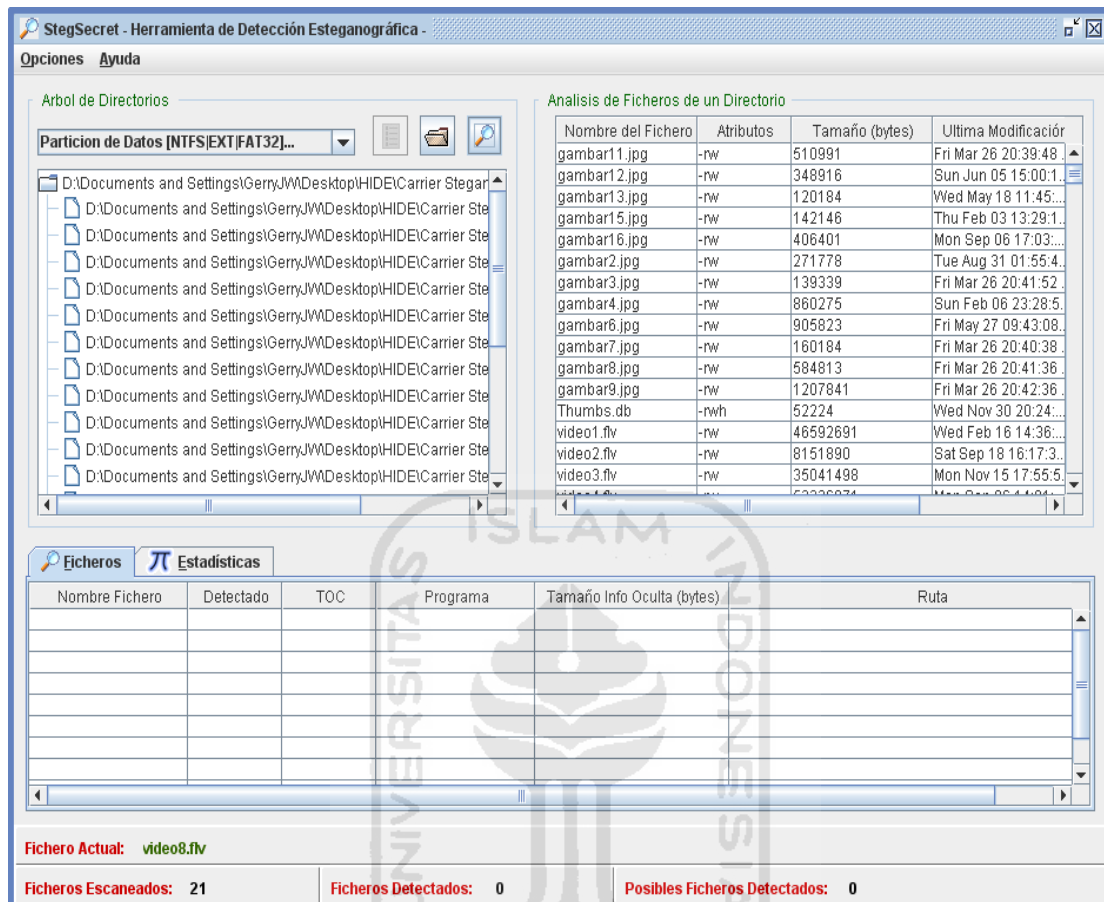 StegSecret - Herramienta de Detección Esteganográfica -
Opciones Ayuda
Arbol de Directorios
Particion de Datos [NTFS|EXT|FAT32]...
D:\Documents and Settings\GerryJW\Desktop\HIDE\Carrier Stegar
D:\Documents and Settings\GerryJW\Desktop\HIDE\Carrier Ste
D:\Documents and Settings\GerryJW\Desktop\HIDE\Carrier Ste
D:\Documents and Settings\GerryJW\Desktop\HIDE\Carrier Ste
D:\Documents and Settings\GerryJW\Desktop\HIDE\Carrier Ste
D:\Documents and Settings\GerryJW\Desktop\HIDE\Carrier Ste
D:\Documents and Settings\GerryJW\Desktop\HIDE\Carrier Ste
D:\Documents and Settings\GerryJW\Desktop\HIDE\Carrier Ste
D:\Documents and Settings\GerryJW\Desktop\HIDE\Carrier Ste
D:\Documents and Settings\GerryJW\Desktop\HIDE\Carrier Ste
D:\Documents and Settings\GerryJW\Desktop\HIDE\Carrier Ste
D:\Documents and Settings\GerryJW\Desktop\HIDE\Carrier Ste
Analisis de Ficheros de un Directorio
Nombre del Fichero Atributos Tamaño (bytes) Ultima Modificaciór
gambar11.jpg -rw 510991 Fri Mar 26 20:39:48 .
gambar12.jpg -rw 348916 Sun Jun 05 15:00:1..
gambar13.jpg -rw 120184 Wed May 18 11:45:...
gambar15.jpg -rw 142146 Thu Feb 03 13:29:1..
gambar16.jpg -rw 406401 Mon Sep 06 17:03:...
gambar2.jpg -rw 271778 Tue Aug 31 01:55:4..
gambar3.jpg -rw 139339 Fri Mar 26 20:41:52 .
gambar4.jpg -rw 860275 Sun Feb 06 23:28:5.
gambar6.jpg -rw 905823 Fri May 27 09:43:08..
gambar7.jpg -rw 160184 Fri Mar 26 20:40:38 .
gambar8.jpg -rw 584813 Fri Mar 26 20:41:36 .
gambar9.jpg -rw 1207841 Fri Mar 26 20:42:36 .
Thumbs.db -rwh 52224 Wed Nov 30 20:24:...
video1.flv -rw 46592691 Wed Feb 16 14:36:...
video2.flv -rw 8151890 Sat Sep 18 16:17:3..
video3.flv -rw 35041498 Mon Nov 15 17:55:5.
Ficheros π Estadísticas
Nombre Fichero Detectado TOC Programa Tamaño Info Oculta (bytes) Ruta
Fichero Actual: video8.flv
Ficheros Escaneados: 21 Ficheros Detectados: 0 Posibles Ficheros Detectados: 0
ISLAM
UNIVERSITAS